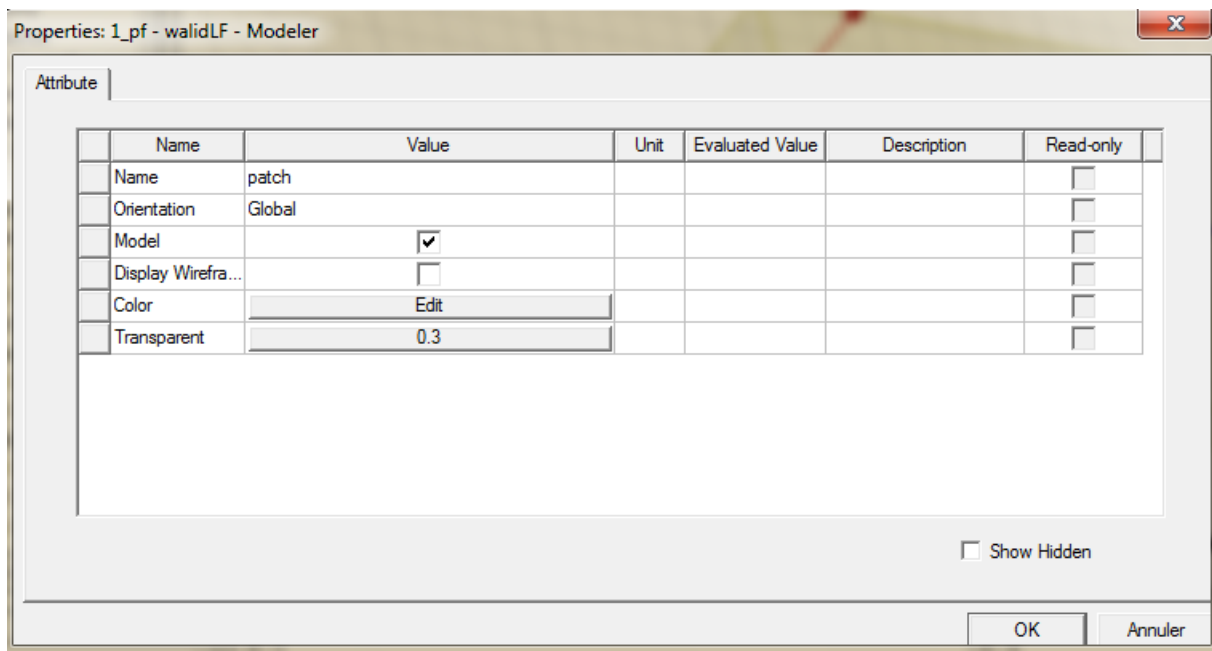 Properties: 1_pf - walidLF - Modeler
x
Attribute
Name Value Unit Evaluated Value Description Read-only
Name patch
Orientation Global
Model
Display Wirefra...
Color Edit
Transparent 0.3
Show Hidden
OK Annuler